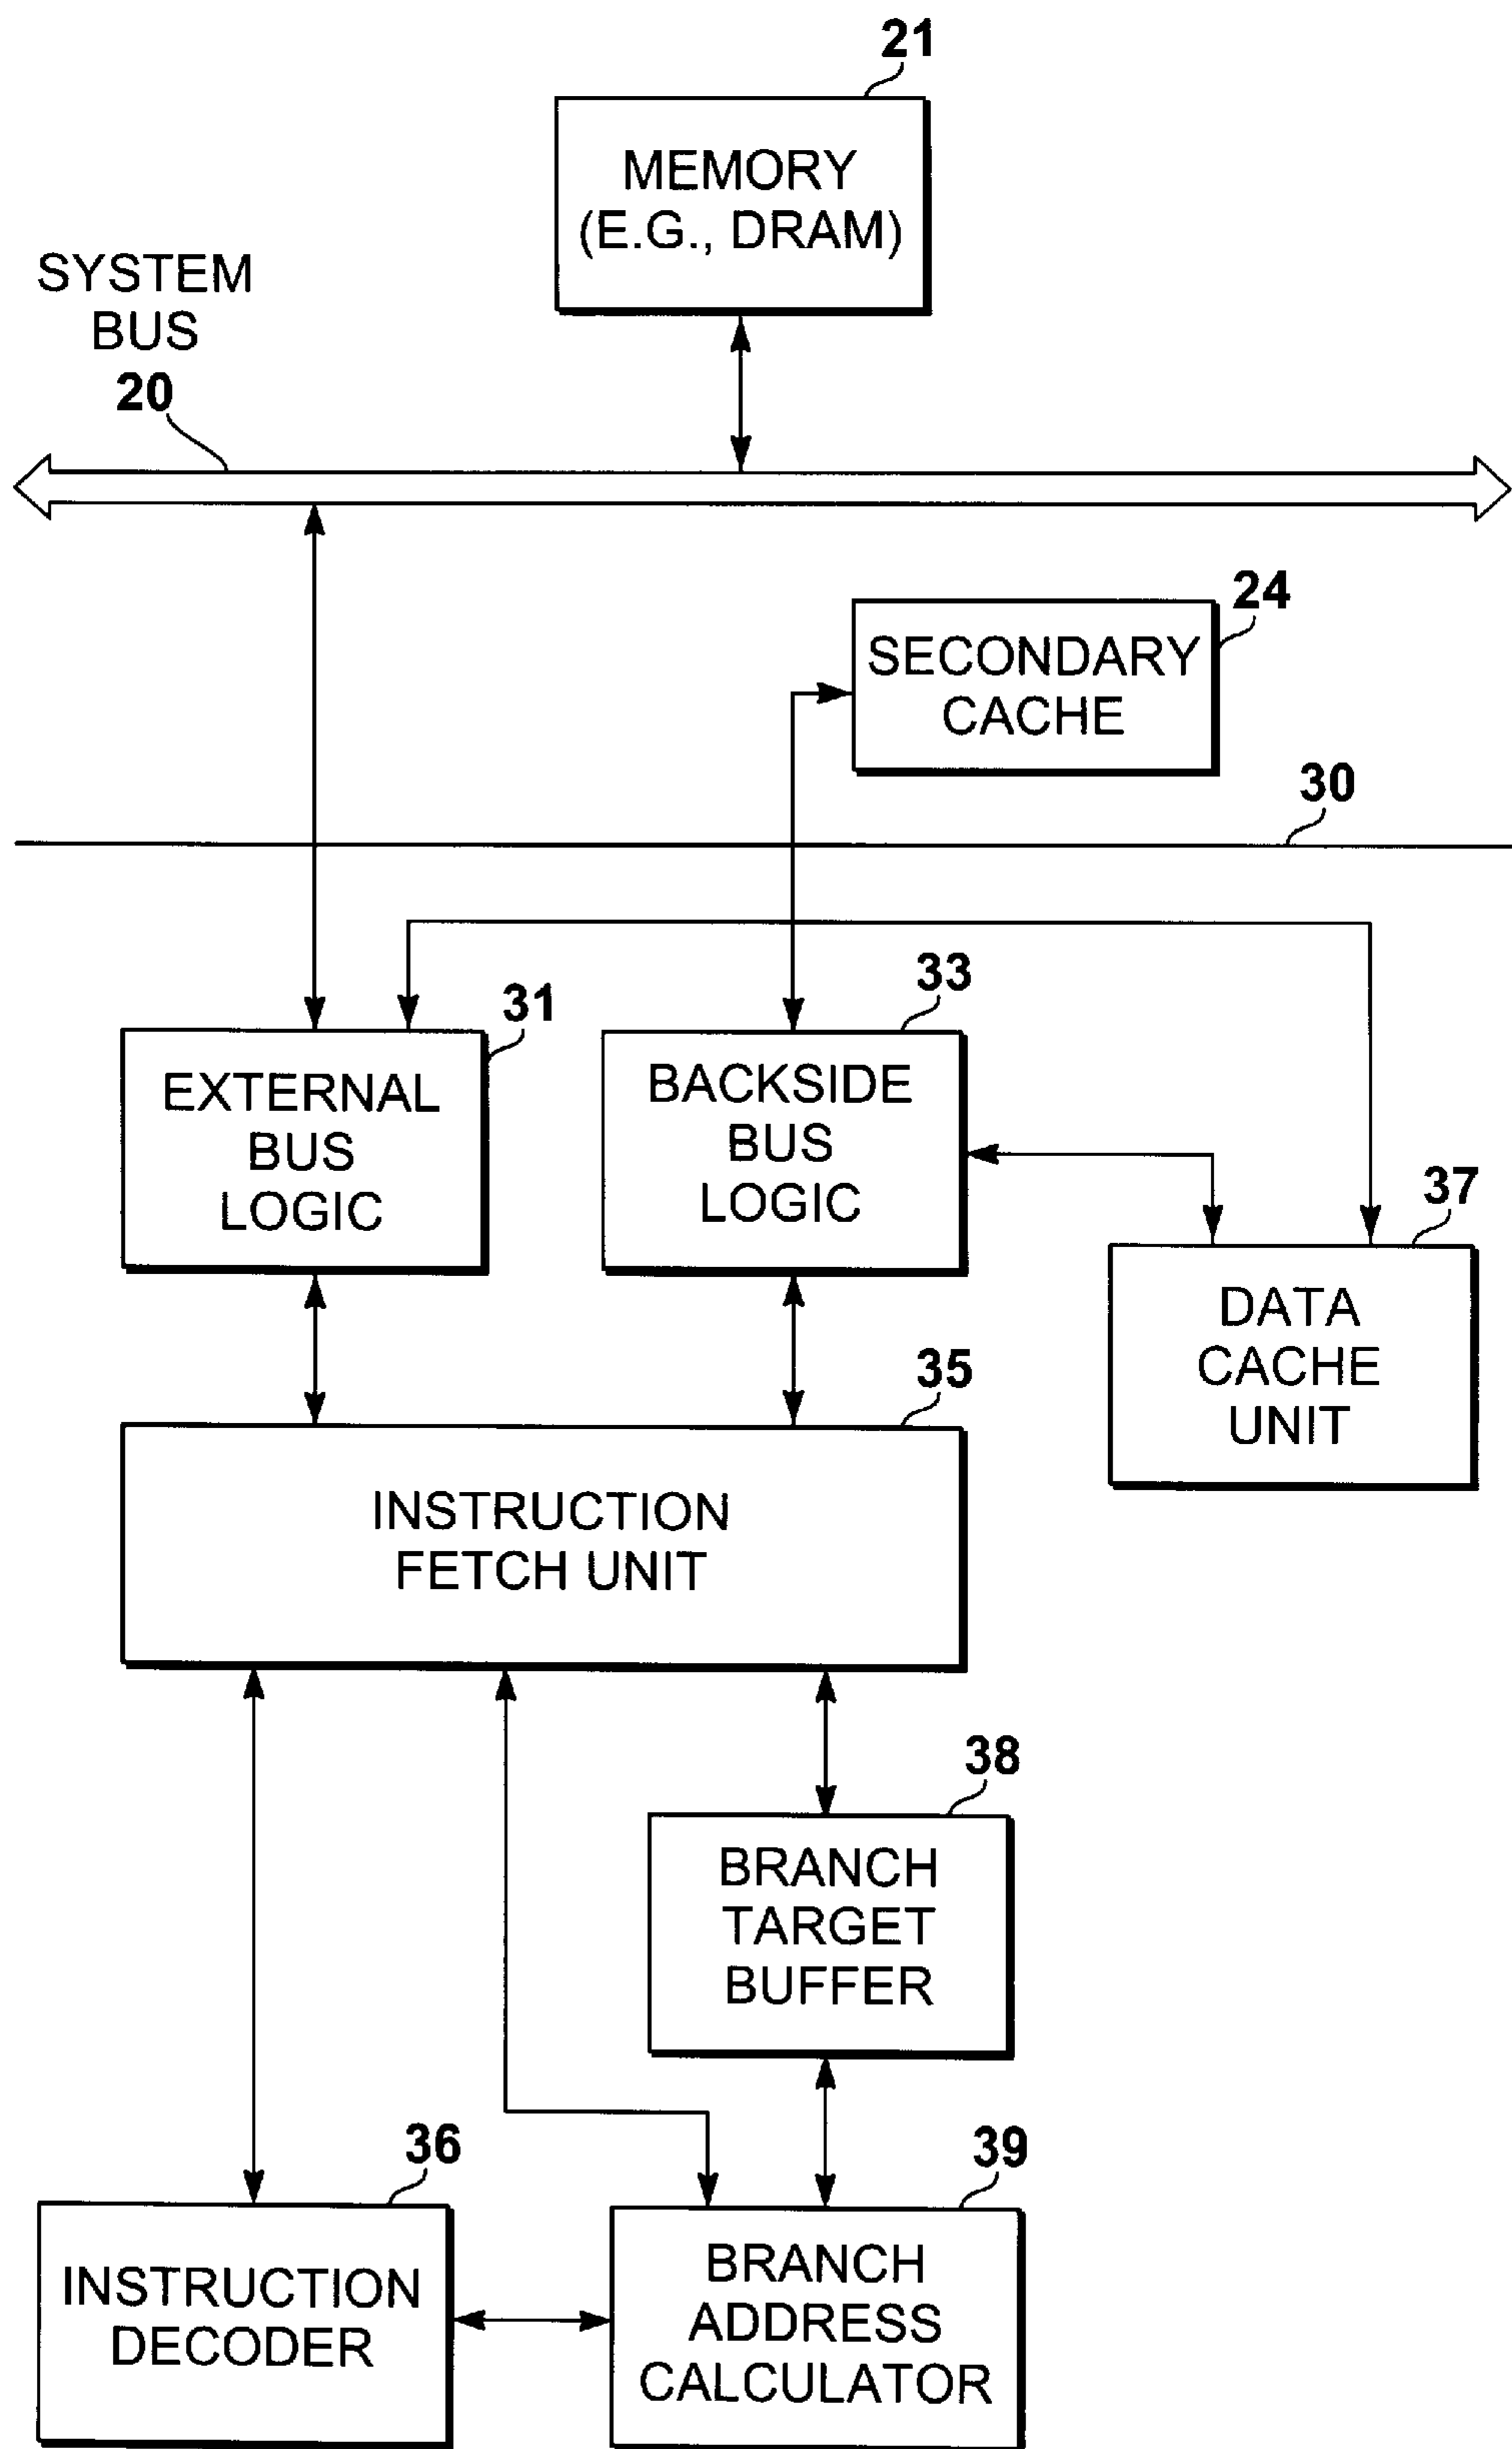 21
MEMORY
(E.G., DRAM)
SYSTEM
BUS
20
24
SECONDARY
CACHE
30
33
31
EXTERNAL
BUS
LOGIC
BACKSIDE
BUS
LOGIC
37
DATA
CACHE
UNIT
35
INSTRUCTION
FETCH UNIT
38
BRANCH
TARGET
BUFFER
36
39
INSTRUCTION
DECODER
BRANCH
ADDRESS
CALCULATOR